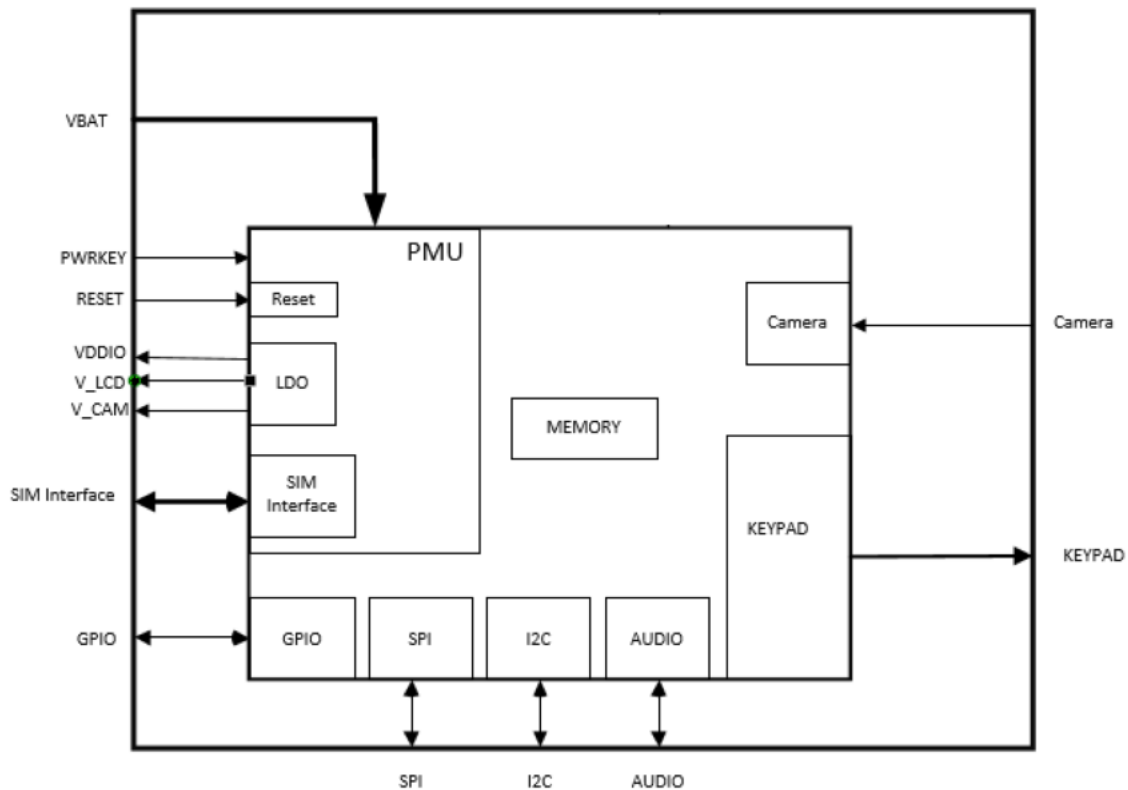 VBAT
PMU
PWRKEY
RESET
Reset
Camera
Camera
VDDIO
V_LCD
LDO
V_CAM
MEMORY
SIM Interface
SIM
Interface
KEYPAD
KEYPAD
GPIO
GPIO
SPI
I2C
AUDIO
SPI
I2C
AUDIO